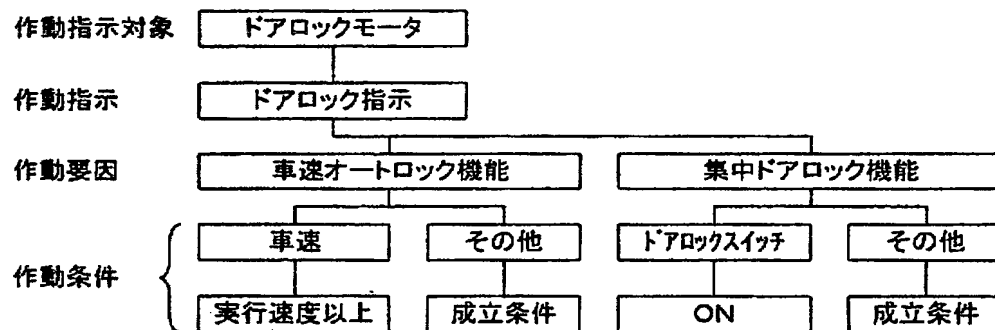 作動指示対象 ドアロックモータ
作動指示 ドアロック指示
作動要因 車速オートロック機能 集中ドアロック機能
車速 その他 ドアロックスイッチ その他
作動条件
実行速度以上 成立条件 ON 成立条件